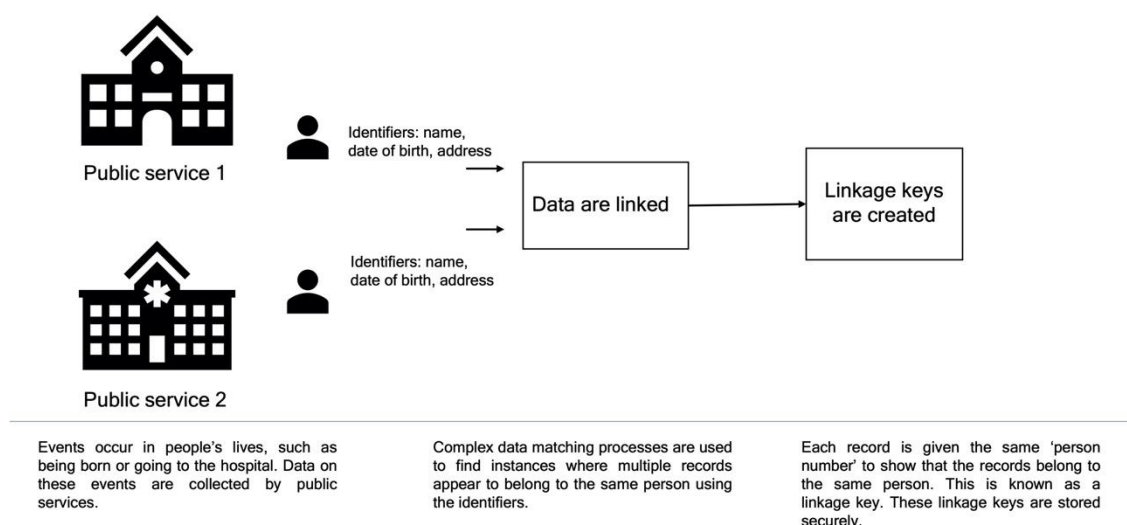 Public service 1
Identifiers: name,
date of birth, address
Data are linked
Linkage keys
are created
Identifiers: name,
date of birth, address
Public service 2
Events occur in people's lives, such as
being born or going to the hospital. Data on
these events are collected by public
services.
Complex data matching processes are used
to find instances where multiple records
appear to belong to the same person using
the identifiers.
Each record is given the same 'person
number' to show that the records belong to
the same person. This is known as a
linkage key. These linkage keys are stored
securely.